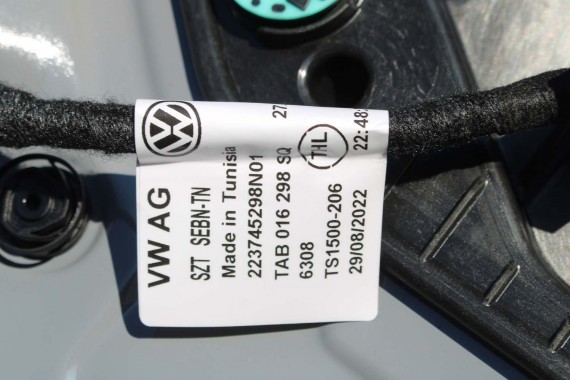 VW AG
SZT SEBN-TN
Made in Tunisia
223745298N01
TAB 016 298 SQ
6308
THL
TS1500-206
29/08/2022